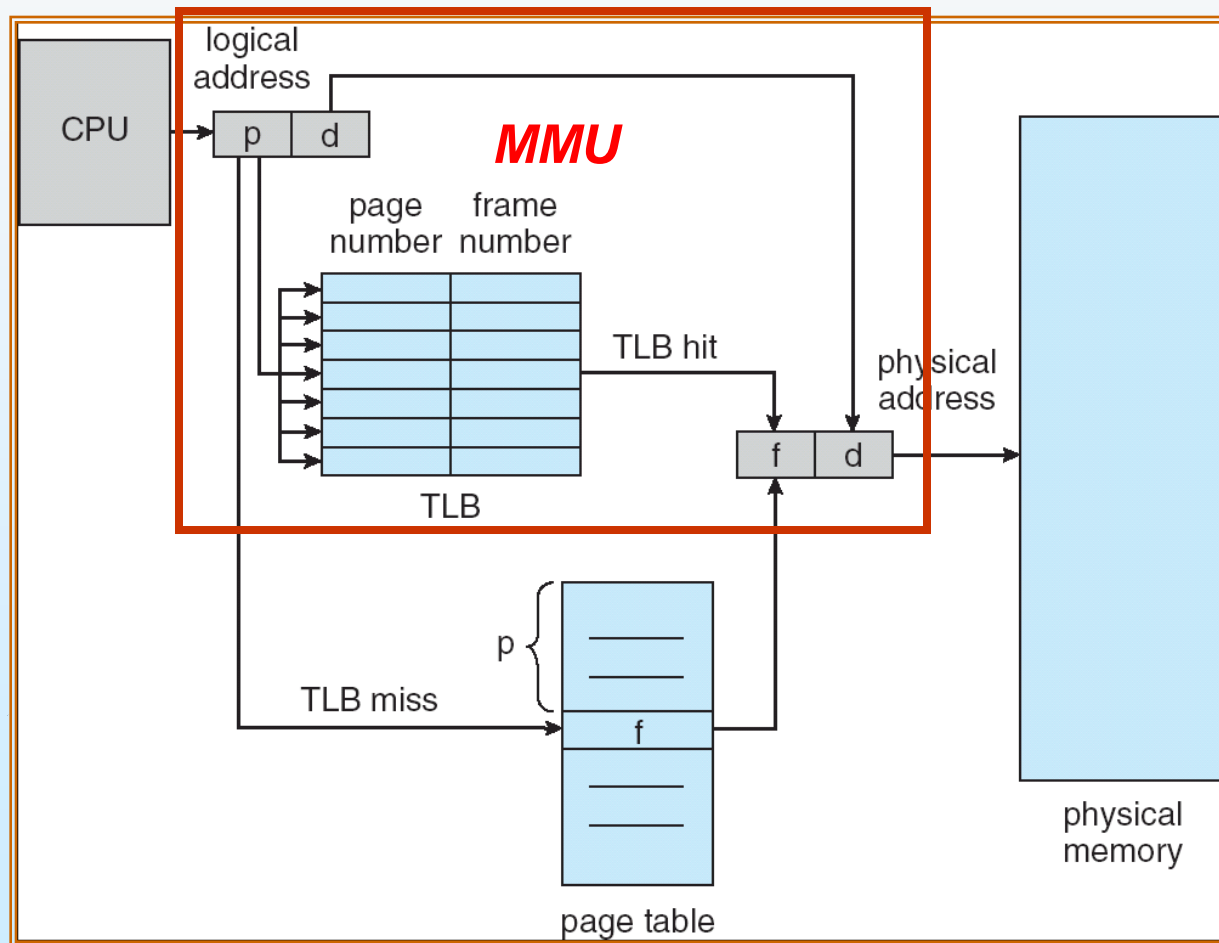 logical
address
CPU
p
d
MMU
page
number
frame
number
TLB hit
physical
address
f
d
TLB
p
TLB miss
f
physical
memory
page table